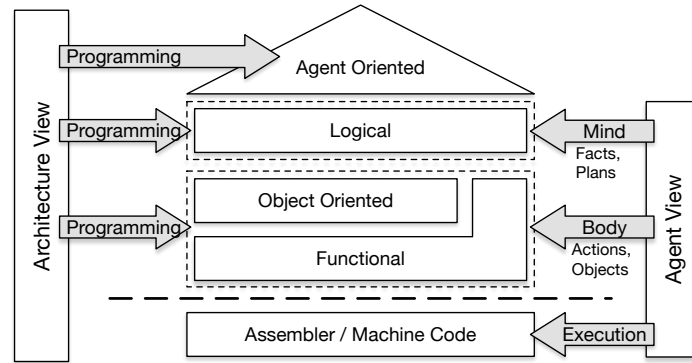 Architecture View
Programming
Agent Oriented
Programming
Logical
Mind
Facts,
Plans
Programming
Object Oriented
Functional
Body
Actions,
Objects
Agent View
Assembler / Machine Code
Execution